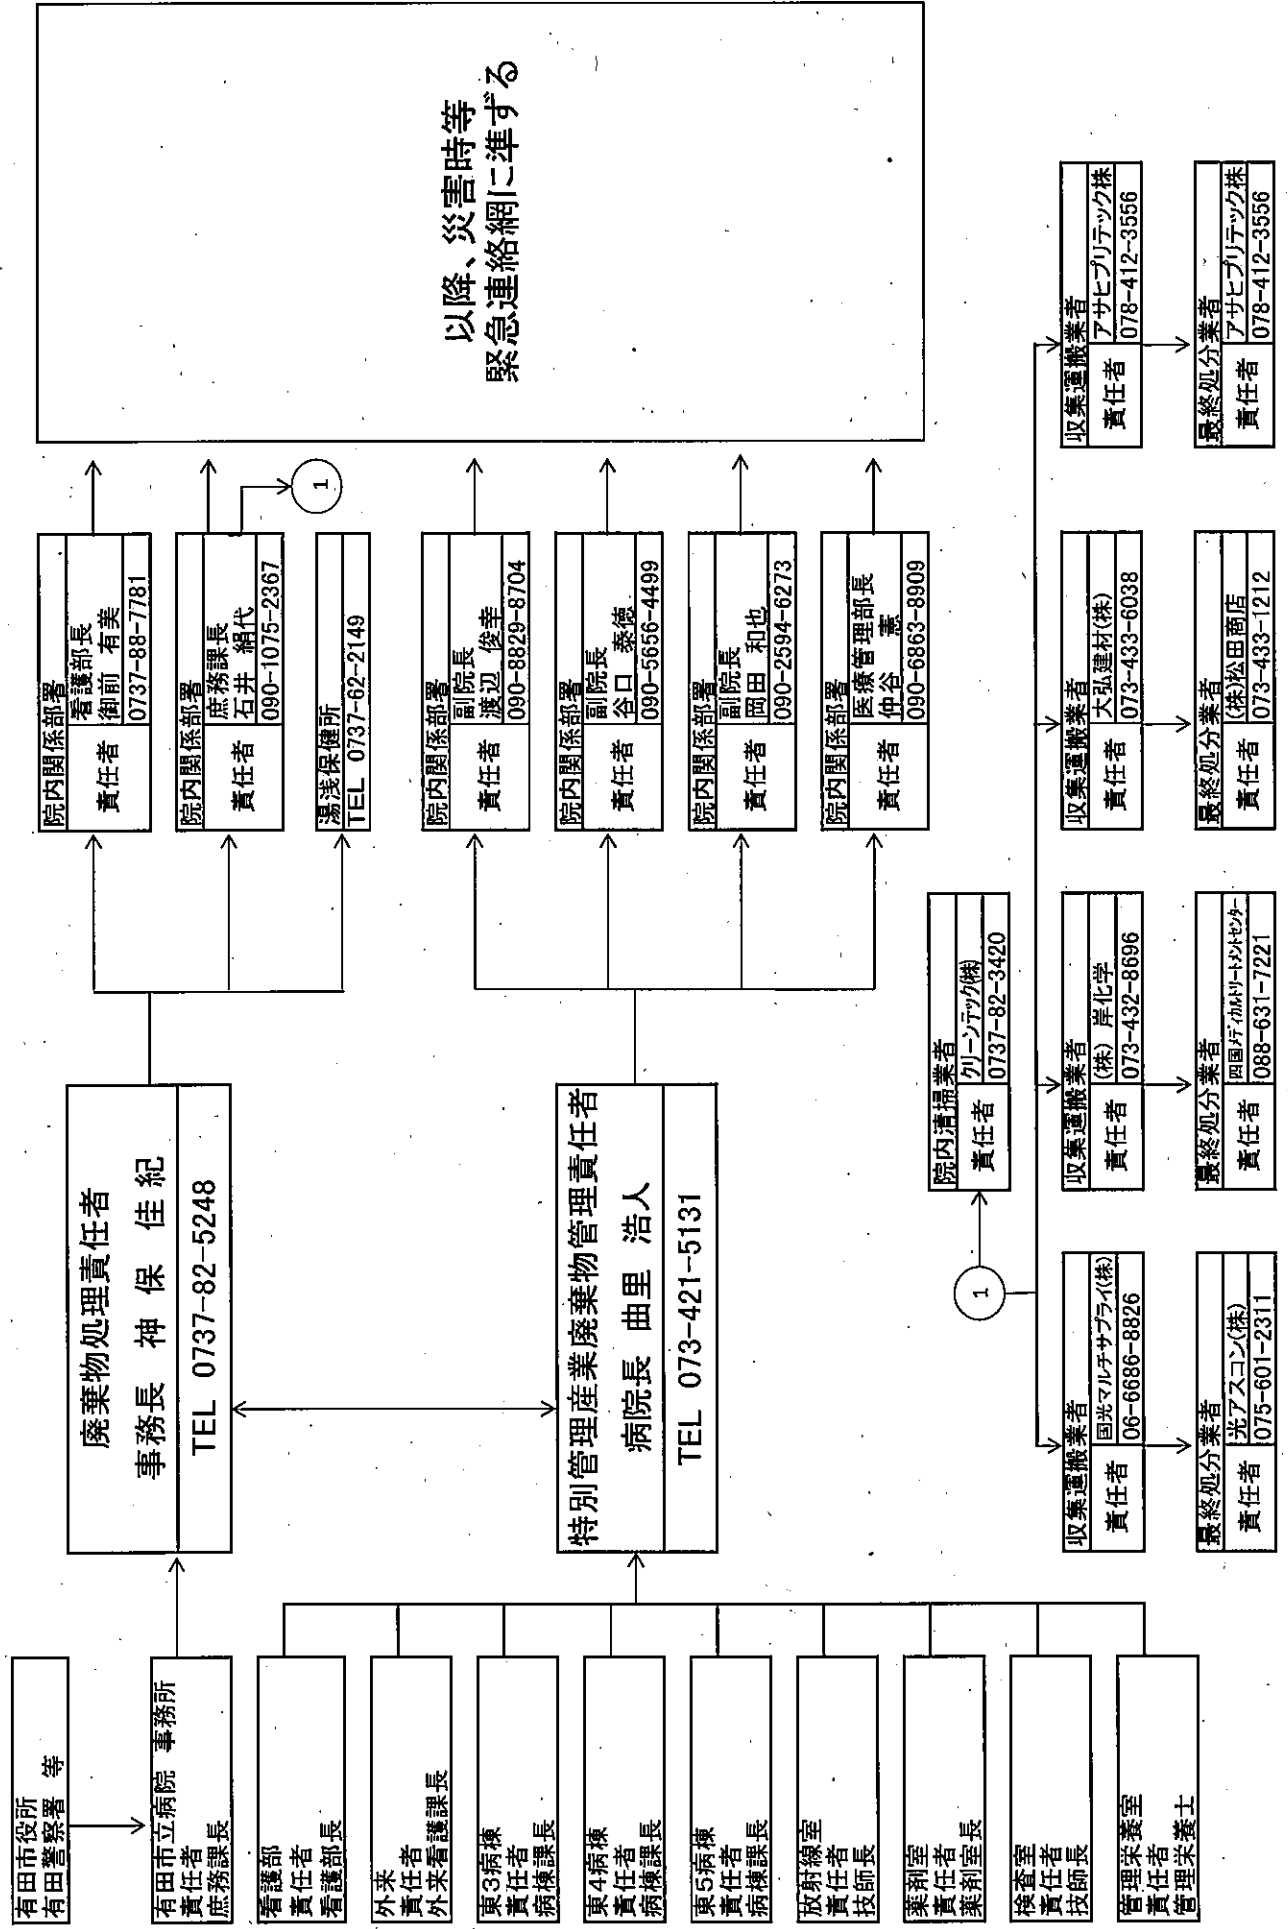 有田市役所
有田警察署 等
有田市立病院 事務所
責任者
庶務課長
看護部
責任者
看護部長
外来
責任者
外来看護課長
東3病棟
責任者
病棟課長
東4病棟
責任者
病棟課長
東5病棟
責任者
病棟課長
放射線室
責任者
技師長
薬剤室
責任者
薬剤室長
検査室
責任者
技師長
管理栄養室
責任者
管理栄養士
廃棄物処理責任者
事務長 神 保 佳 紀
TEL 0737-82-5248
特別管理産業廃棄物管理責任者
病院長 曲里 浩人
TEL 073-421-5131
院内関係部署
責任者
看護部長
御前 有美
0737-88-7781
院内関係部署
責任者
庶務課長
石井 絹代
090-1075-2367
1
湯浅保健所
TEL 0737-62-2149
院内関係部署
責任者
副院長
渡辺 俊幸
090-8829-8704
院内関係部署
責任者
副院長
谷口 泰徳
090-5656-4499
院内関係部署
責任者
副院長
岡田 和也
090-2594-6273
院内関係部署
責任者
医療管理部長
仲谷 憲
090-6863-8909
以降、災害時等
緊急連絡網に準ずる
1
院内清掃業者
責任者
クリーンテック(株)
0737-82-3420
収集運搬業者
責任者
国光マルチサプライ(株)
06-6686-8826
最終処分業者
責任者
光アスコン(株)
075-601-2311
収集運搬業者
責任者
(株) 岸化学
073-432-8696
最終処分業者
責任者
四国メディカルトリートメントセンター
088-631-7221
収集運搬業者
責任者
大弘建材(株)
073-433-6038
最終処分業者
責任者
(株)松田商店
073-433-1212
収集運搬業者
責任者
アサヒプリテック株
078-412-3556
最終処分業者
責任者
アサヒプリテック株
078-412-3556